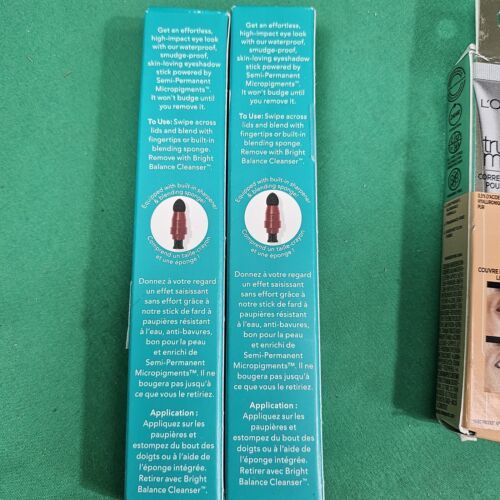 Get an effortless,
high-impact eye look
with our waterproof,
smudge-proof,
skin-loving eyeshadow
stick powered by
Semi-Permanent
Micropigments™.
It won't budge until
you remove it.
To Use: Swipe across
lids and blend with
fingertips or built-in
blending sponge.
Remove with Bright
Balance Cleanser™.
Equipped with built-in sharpener
& blending sponge!
Comprend un taille-crayon
et une éponge !
Donnez à votre regard
un effet saisissant
sans effort grâce à
notre stick de fard à
paupières résistant
à l'eau, anti-bavures,
bon pour la peau
et enrichi de
Semi-Permanent
Micropigments™. Il ne
bougera pas jusqu'à ce
que vous le retiriez.
Application :
Appliquez sur les
paupières et
estompez du bout des
doigts ou à l'aide de
l'éponge intégrée.
Retirer avec Bright
Balance Cleanser™.
Get an effortless,
high-impact eye look
with our waterproof,
smudge-proof,
skin-loving eyeshadow
stick powered by
Semi-Permanent
Micropigments™.
It won't budge until
you remove it.
To Use: Swipe across
lids and blend with
fingertips or built-in
blending sponge.
Remove with Bright
Balance Cleanser™.
Equipped with built-in sharpener
& blending sponge!
Comprend un taille-crayon
et une éponge !
Donnez à votre regard
un effet saisissant
sans effort grâce à
notre stick de fard à
paupières résistant
à l'eau, anti-bavures,
bon pour la peau
et enrichi de
Semi-Permanent
Micropigments™. Il ne
bougera pas jusqu'à ce
que vous le retiriez.
Application :
Appliquez sur les
paupières et
estompez du bout des
doigts ou à l'aide de
l'éponge intégrée.
Retirer avec Bright
Balance Cleanser™.
L'O
tru
m
CORRE
POU
COUVRE